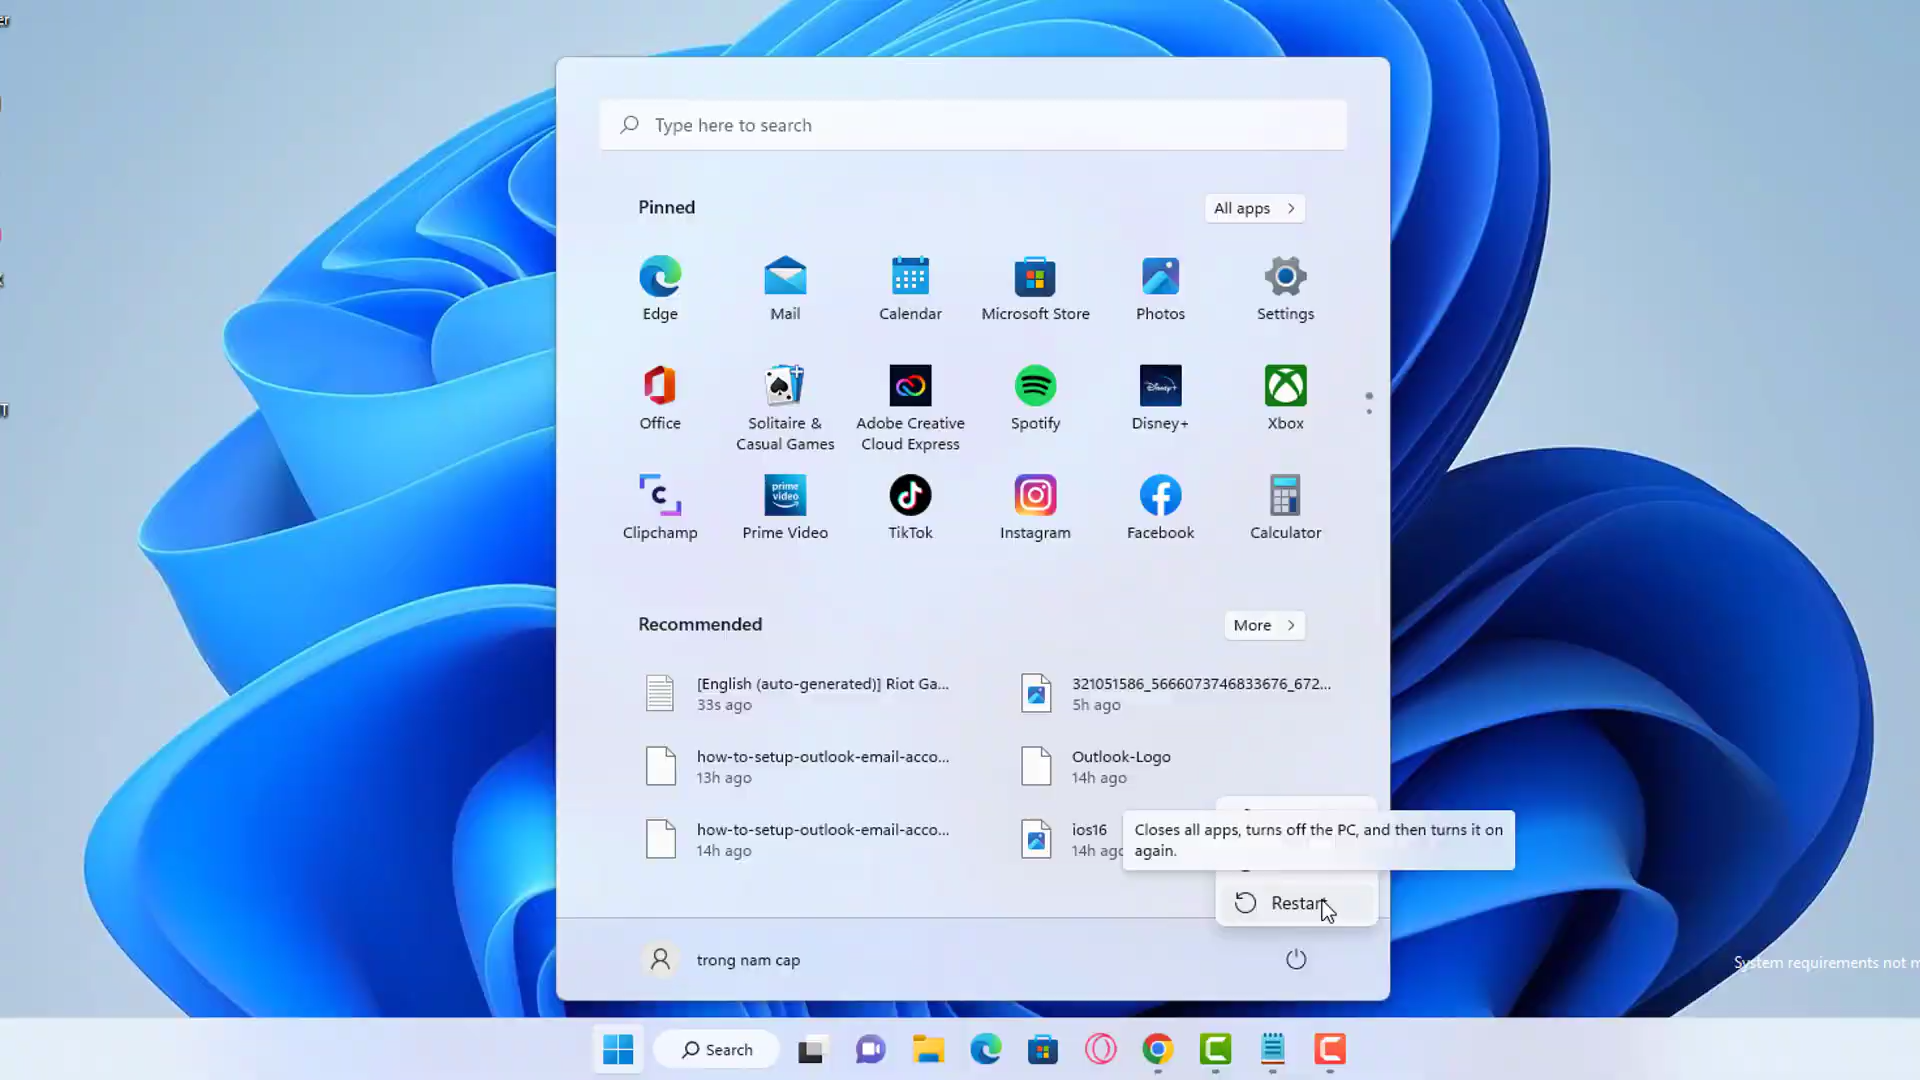 Type here to search
Pinned
All apps
Edge
Mail
Calendar
Microsoft Store
Photos
Settings
Office
Solitaire &
Casual Games
Adobe Creative
Cloud Express
Spotify
Disney+
Disney+
Xbox
prime
video
Clipchamp
Prime Video
TikTok
Instagram
Facebook
Calculator
Recommended
More
[English (auto-generated)] Riot Ga...
33s ago
321051586_5666073746833676_672...
5h ago
how-to-setup-outlook-email-acco...
13h ago
Outlook-Logo
14h ago
how-to-setup-outlook-email-acco...
14h ago
ios16
14h ago
Closes all apps, turns off the PC, and then turns it on
again.
Restart
trong nam cap
System requirements not m
Search